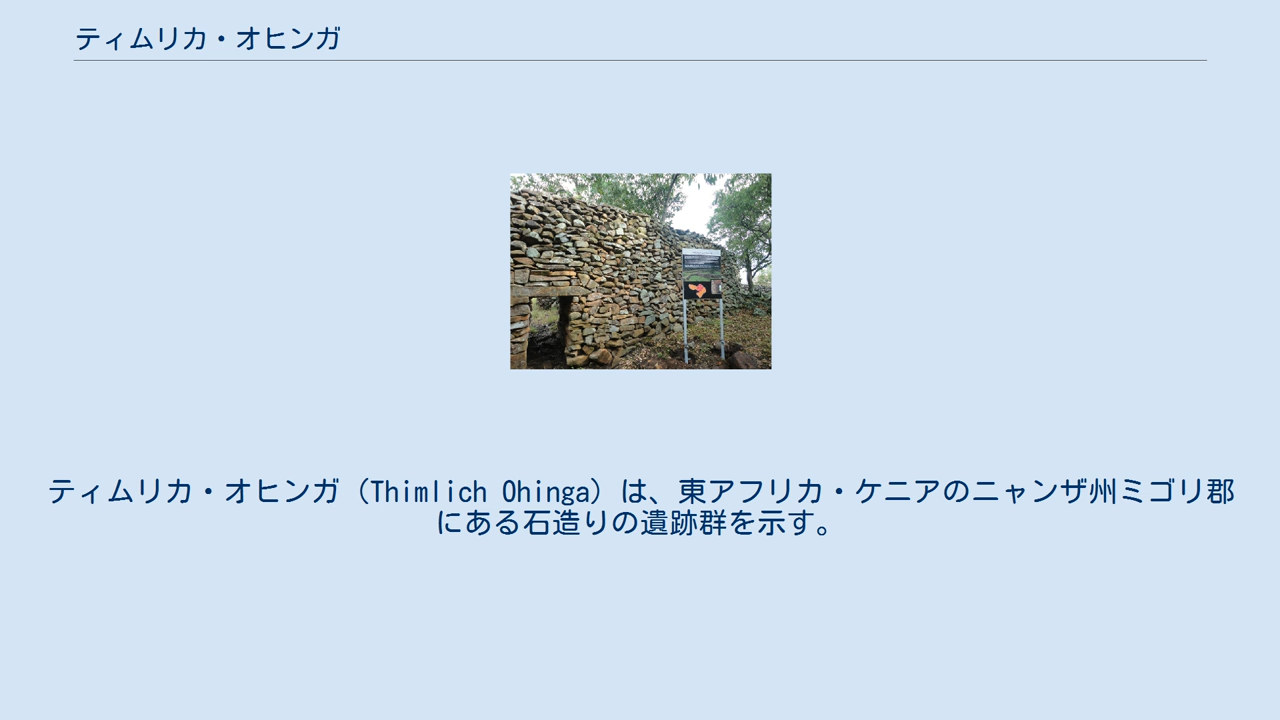 ティムリカ・オヒンガ
ティムリカ・オヒンガ（Thimlich Ohinga）は、東アフリカ・ケニアのニャンザ州ミゴリ郡
にある石造りの遺跡群を示す。